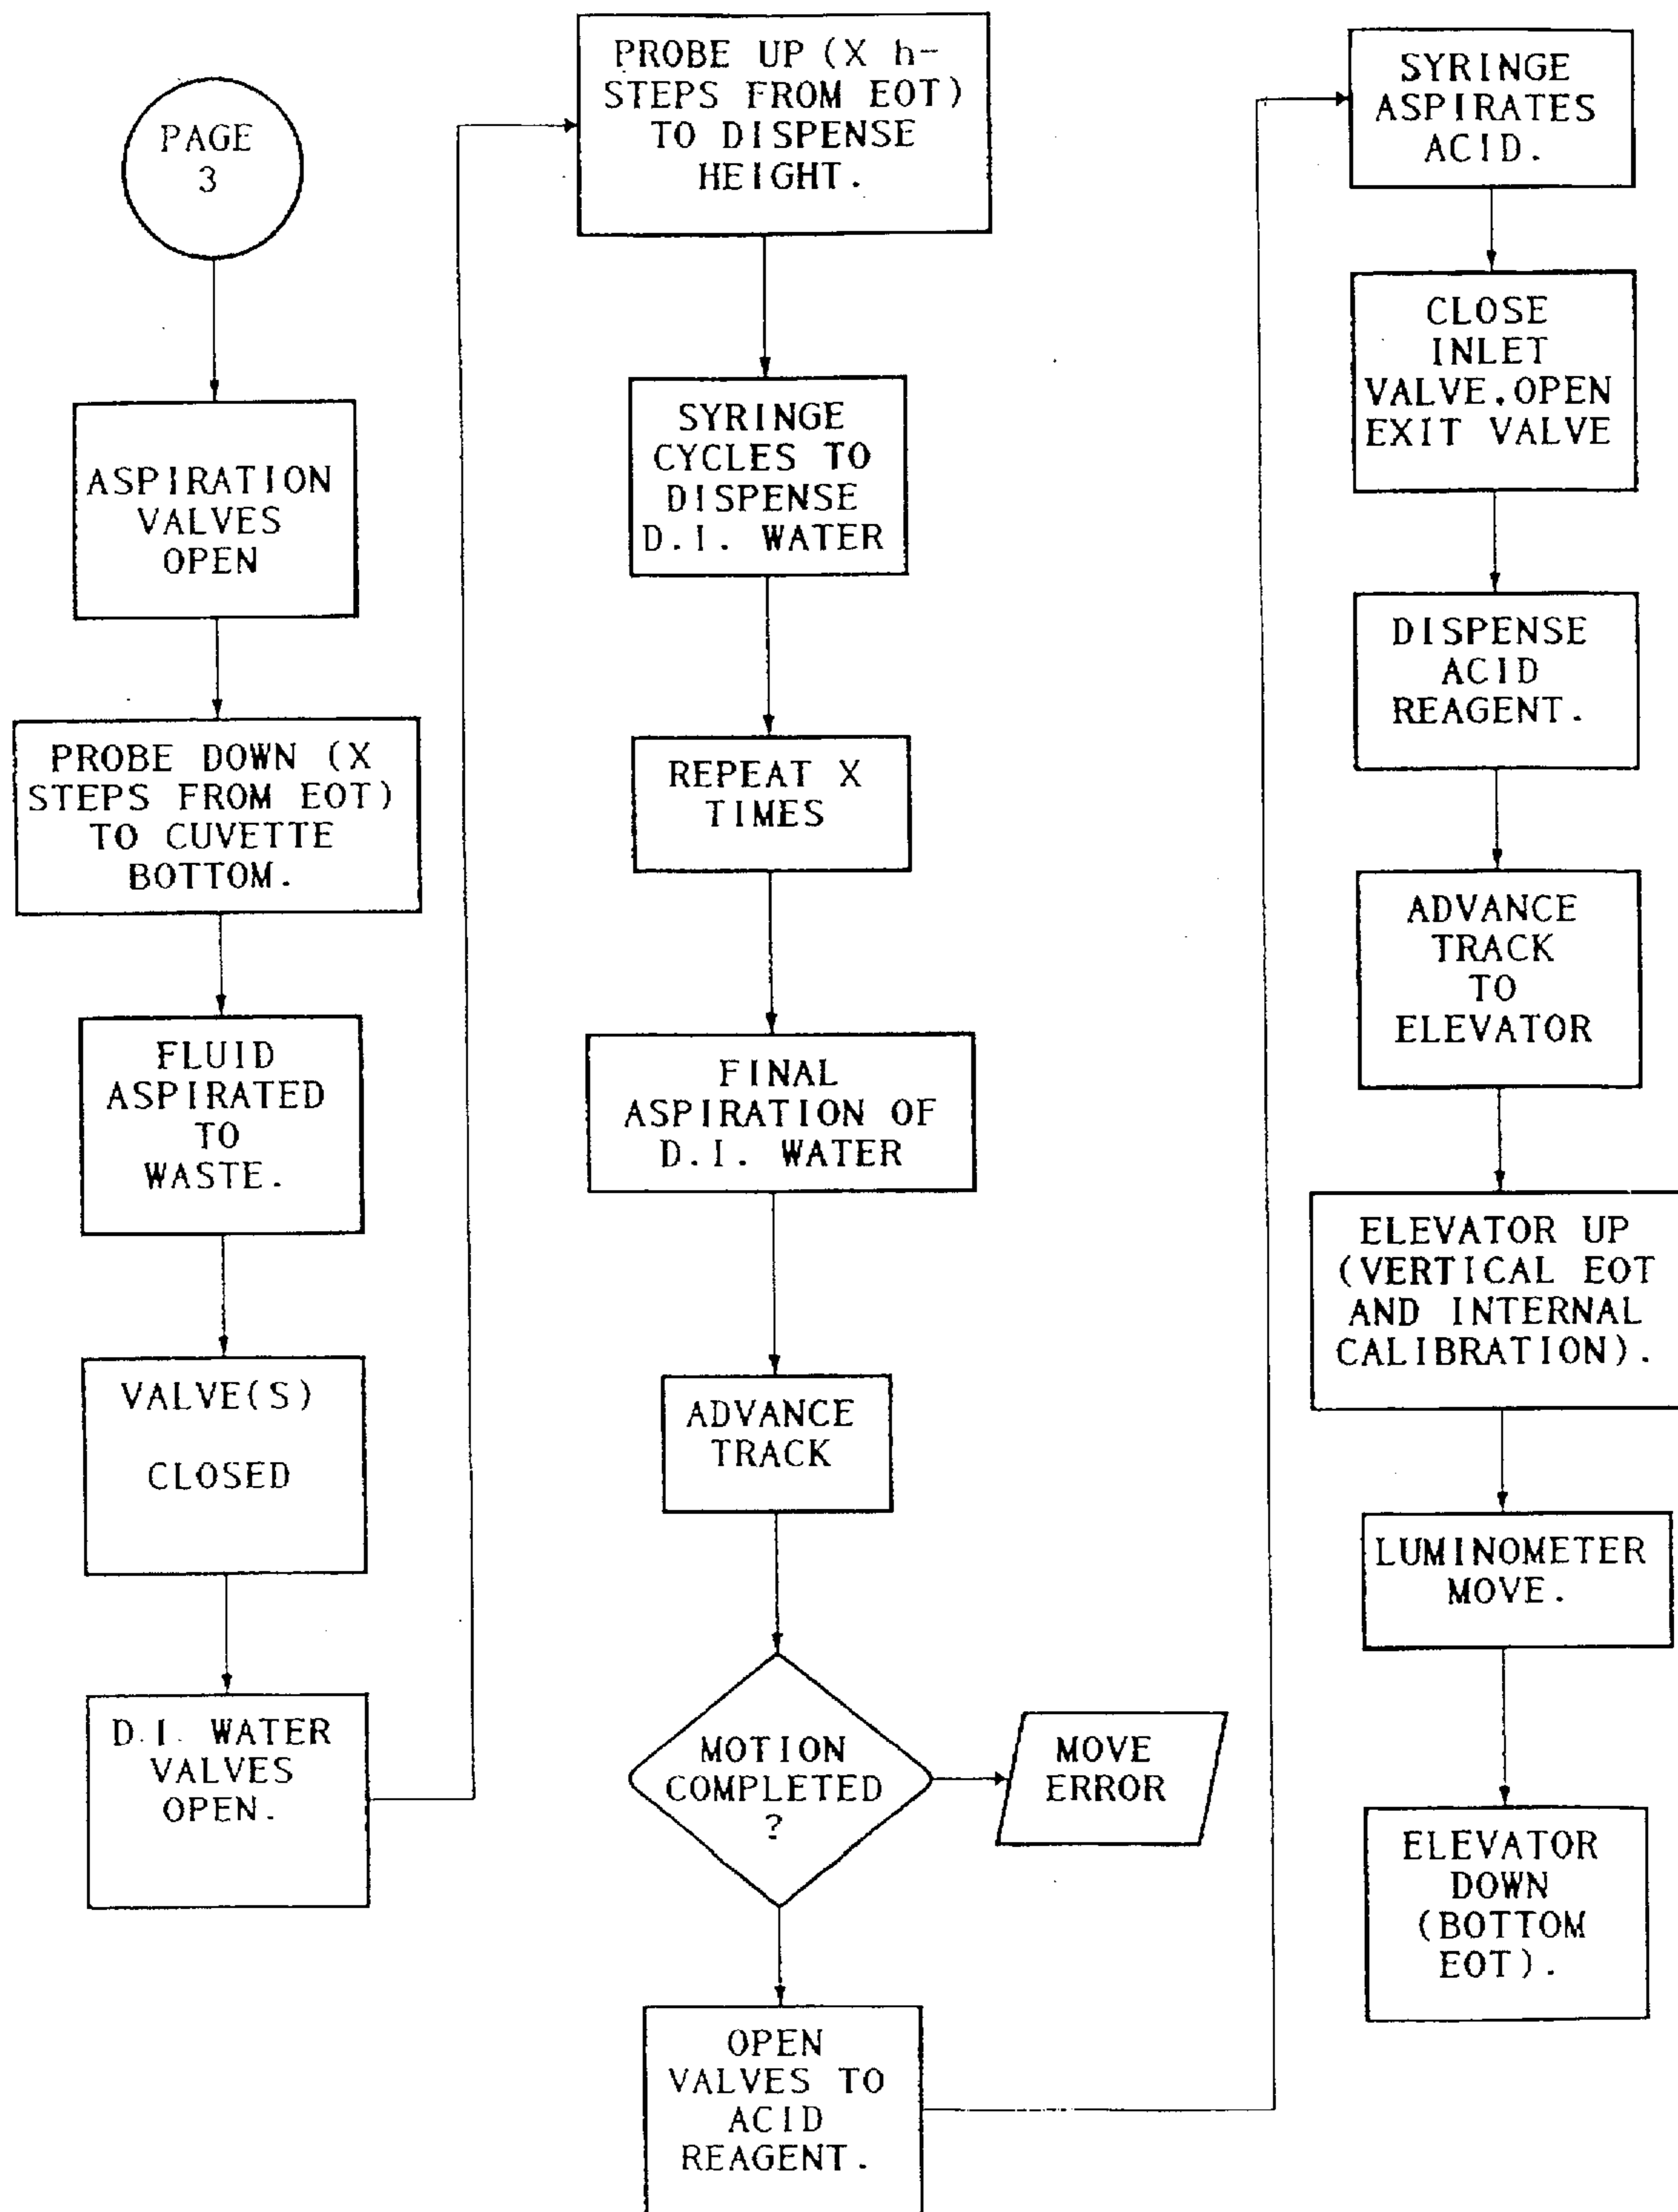 PAGE
3
ASPIRATION
VALVES
OPEN
PROBE DOWN (X
STEPS FROM EOT)
TO CUVETTE
BOTTOM.
FLUID
ASPIRATED
TO
WASTE.
VALVE(S)
CLOSED
D.I. WATER
VALVES
OPEN.
PROBE UP (X h-
STEPS FROM EOT)
TO DISPENSE
HEIGHT.
SYRINGE
CYCLES TO
DISPENSE
D.I. WATER
REPEAT X
TIMES
FINAL
ASPIRATION OF
D.I. WATER
ADVANCE
TRACK
MOTION
COMPLETED
?
MOVE
ERROR
OPEN
VALVES TO
ACID
REAGENT.
SYRINGE
ASPIRATES
ACID.
CLOSE
INLET
VALVE,OPEN
EXIT VALVE
DISPENSE
ACID
REAGENT.
ADVANCE
TRACK
TO
ELEVATOR
ELEVATOR UP
(VERTICAL EOT
AND INTERNAL
CALIBRATION).
LUMINOMETER
MOVE.
ELEVATOR
DOWN
(BOTTOM
EOT).